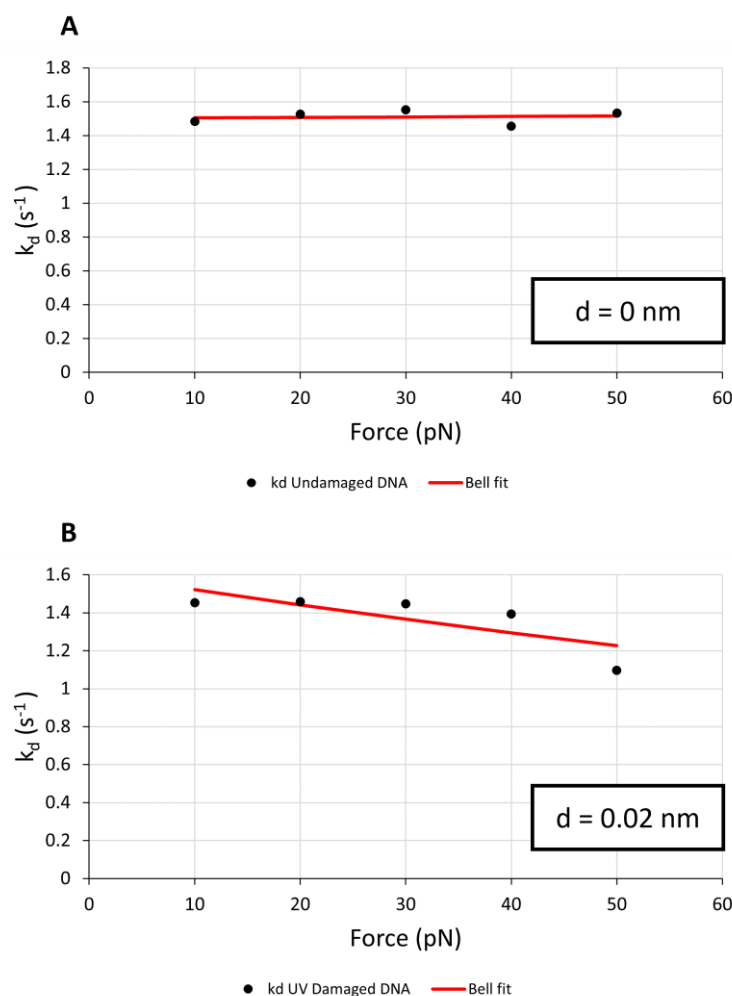 A
1.8
1.6
1.4
1.2
1
0.8
0.6
0.4
0.2
0
k_d (s⁻¹)
d = 0 nm
0 10 20 30 40 50 60
Force (pN)
kd Undamaged DNA Bell fit
B
1.6
1.4
1.2
1
0.8
0.6
0.4
0.2
0
k_d (s⁻¹)
d = 0.02 nm
0 10 20 30 40 50 60
Force (pN)
kd UV Damaged DNA Bell fit